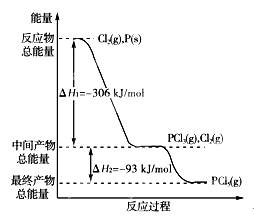 能量
反应物
总能量
Cl₂(g),P(s)
ΔH₁=−306 kJ/mol
中间产物
总能量
PCl₃(g),Cl₂(g)
ΔH₂=−93 kJ/mol
最终产物
总能量
PCl₅(g)
反应过程